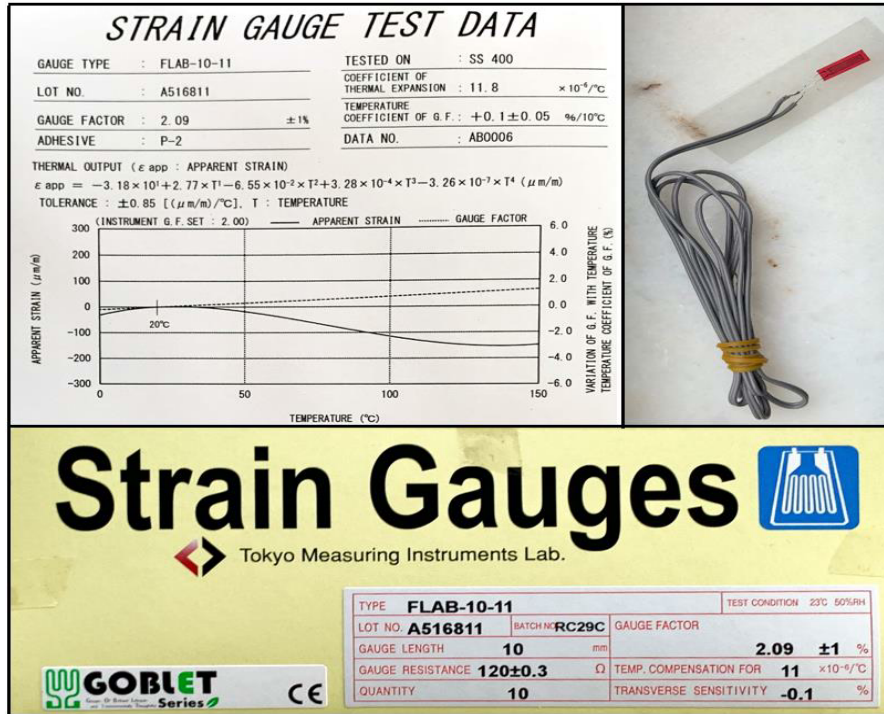 STRAIN GAUGE TEST DATA
GAUGE TYPE : FLAB-10-11
TESTED ON : SS 400
LOT NO. : A516811
COEFFICIENT OF
THERMAL EXPANSION : 11.8 ×10⁻⁶/℃
GAUGE FACTOR : 2.09 ±1%
TEMPERATURE
COEFFICIENT OF G.F.: +0.1±0.05 %/10℃
ADHESIVE : P-2
DATA NO. : AB0006
THERMAL OUTPUT (ε app : APPARENT STRAIN)
ε app = −3.18×10¹+2.77×T¹−6.55×10⁻²×T²+3.28×10⁻⁴×T³−3.26×10⁻⁷×T⁴ (μm/m)
TOLERANCE : ±0.85 [(μm/m)/℃], T : TEMPERATURE
(INSTRUMENT G.F.SET : 2.00) APPARENT STRAIN GAUGE FACTOR
APPARENT STRAIN (μm/m)
300
200
100
0
-100
-200
-300
20℃
6.0
4.0
2.0
0.0
-2.0
-4.0
-6.0
VARIATION OF G.F. WITH TEMPERATURE
TEMPERATURE COEFFICIENT OF G.F. (%)
0 50 100 150
TEMPERATURE (℃)
Strain Gauges
Tokyo Measuring Instruments Lab.
TYPE FLAB-10-11 TEST CONDITION 23℃ 50%RH
LOT NO. A516811 BATCH NO RC29C GAUGE FACTOR
GAUGE LENGTH 10 mm 2.09 ±1 %
GAUGE RESISTANCE 120±0.3 Ω TEMP. COMPENSATION FOR 11 ×10⁻⁶/℃
QUANTITY 10 TRANSVERSE SENSITIVITY -0.1 %
GOBLET
Series
CE